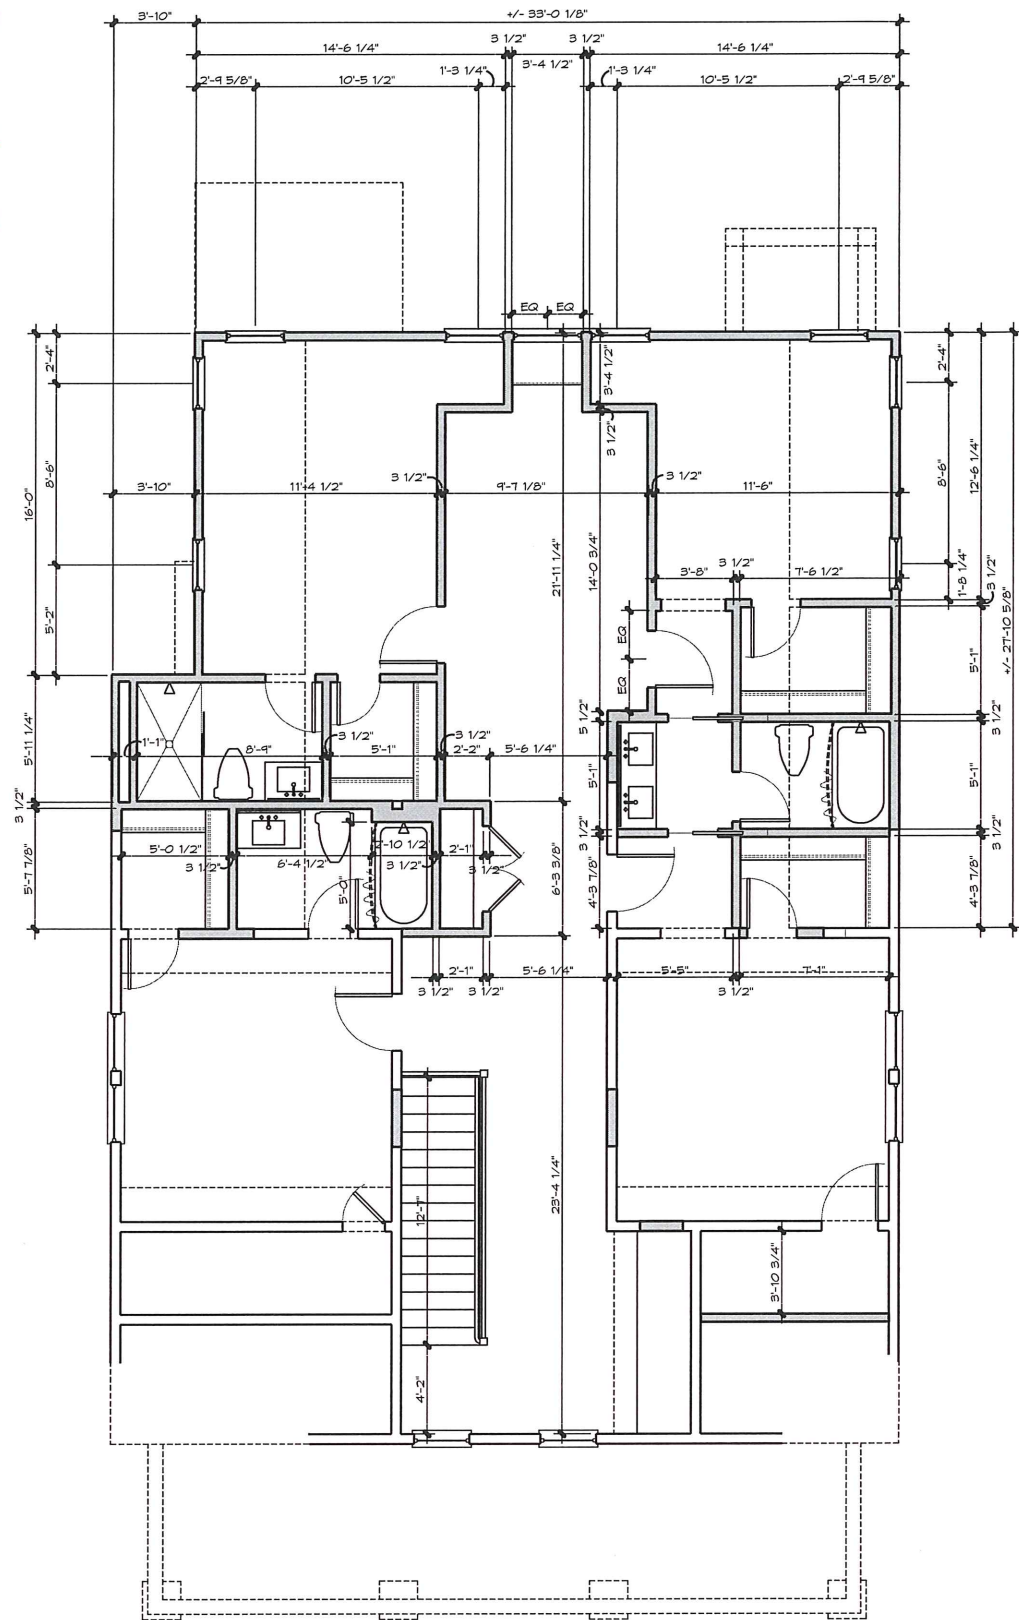 3'-10" +/- 33'-0 1/8"
14'-6 1/4" 3 1/2" 3 1/2" 14'-6 1/4"
3'-4 1/2"
2'-9 5/8" 10'-5 1/2" 1'-3 1/4" 1'-3 1/4" 10'-5 1/2" 2'-9 5/8"
EQ EQ
2'-4" 3'-4 1/2" 2'-4"
3 1/2"
16'-0" 8'-6" 8'-6" 12'-6 1/4"
3 1/2" 3 1/2"
3'-10" 11'-4 1/2" 9'-7 1/8" 11'-6"
21'-11 1/4" 14'-0 3/4"
3 1/2"
3'-8" 7'-6 1/2" 1'-8 1/4" 3 1/2"
5'-2" EQ 5'-1" +/- 27'-10 5/8"
EQ
5 1/2" 3 1/2"
5'-11 1/4" 3 1/2" 3 1/2"
1'-1" 8'-9" 5'-1" 2'-2" 5'-6 1/4" 5'-1" 5'-1"
3 1/2" 3 1/2" 3 1/2"
5'-7 7/8" 5'-0 1/2" 6'-4 1/2" 2'-10 1/2" 2'-1"
3 1/2" 3 1/2" 3 1/2"
5'-0" 6'-3 3/8" 4'-3 7/8" 4'-3 7/8"
2'-1" 5'-6 1/4" 5'-5" 7'-1"
3 1/2" 3 1/2" 3 1/2"
12'-7" 23'-4 1/4"
3'-10 3/4"
4'-2"